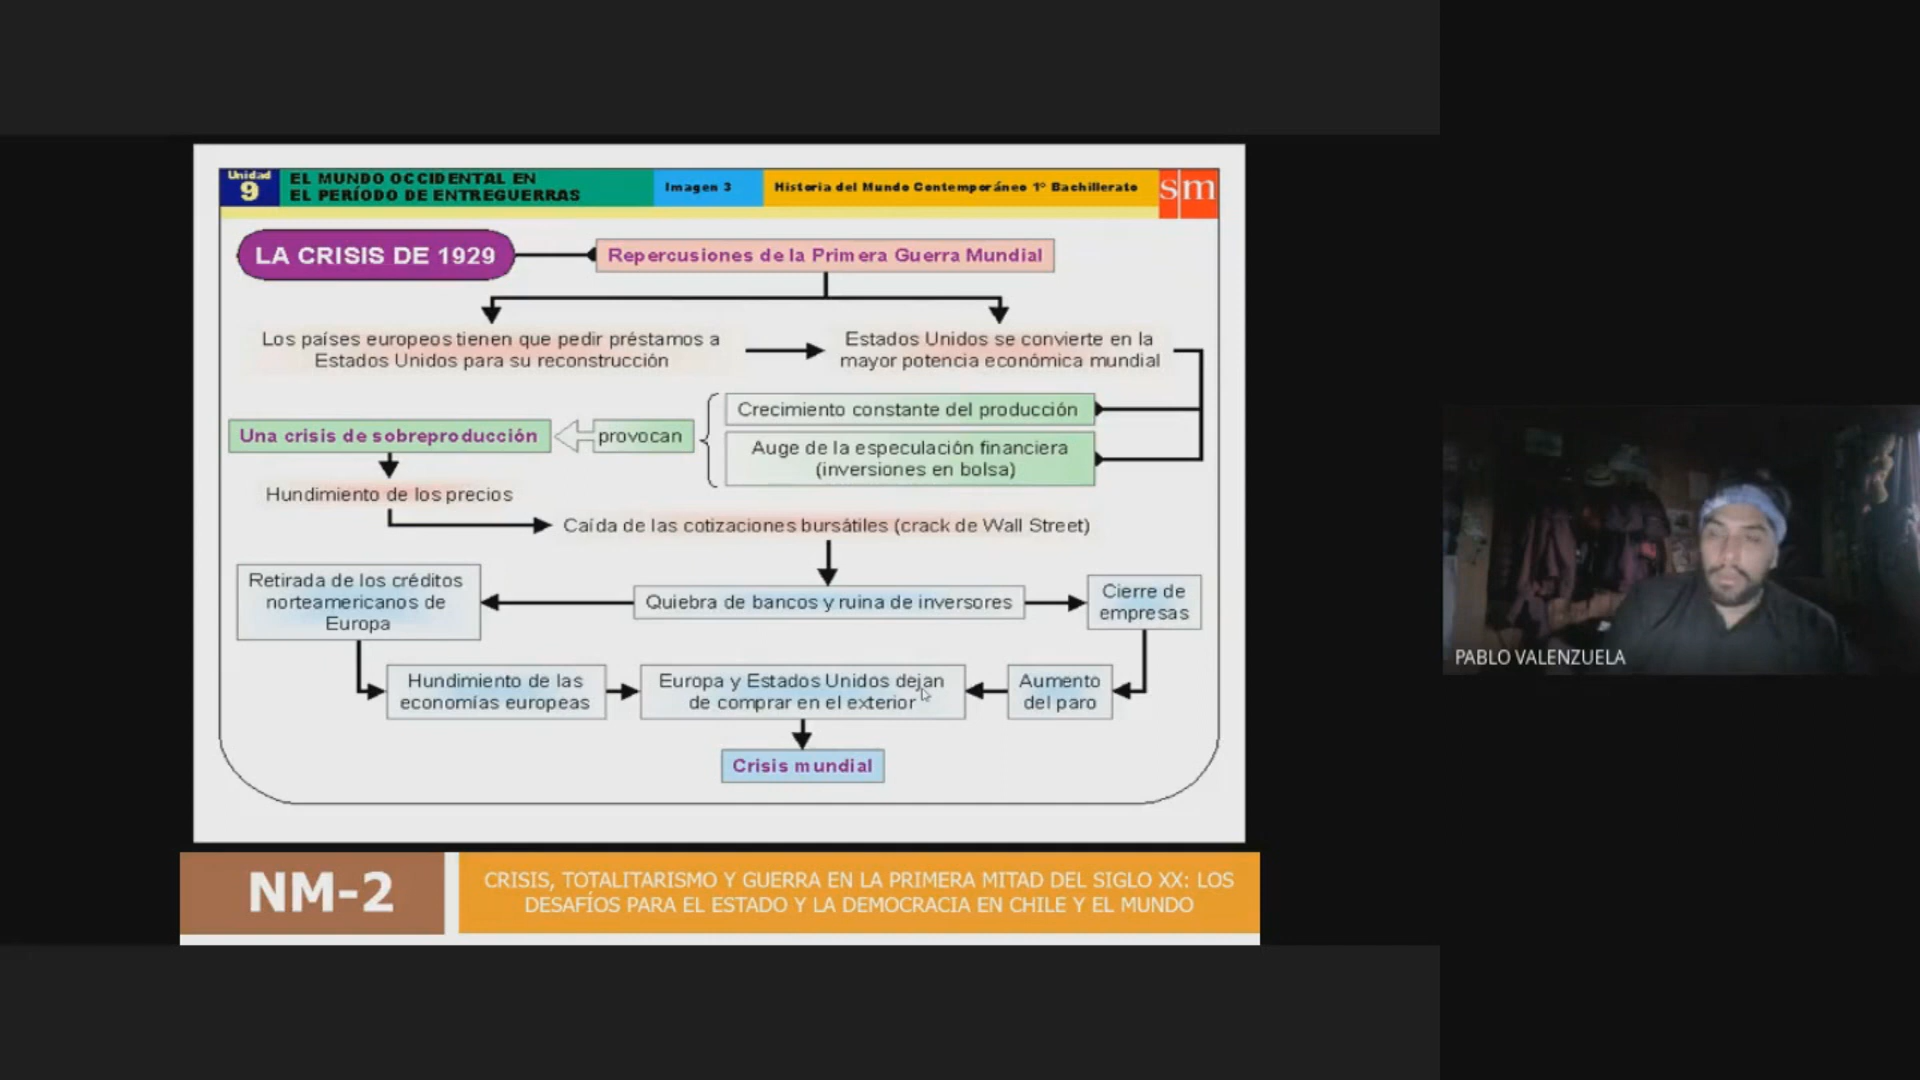 Unidad
9
EL MUNDO OCCIDENTAL EN
EL PERÍODO DE ENTREGUERRAS
Imagen 3
Historia del Mundo Contemporáneo 1º Bachillerato
sm
LA CRISIS DE 1929
Repercusiones de la Primera Guerra Mundial
Los países europeos tienen que pedir préstamos a
Estados Unidos para su reconstrucción
Estados Unidos se convierte en la
mayor potencia económica mundial
Crecimiento constante del producción
Una crisis de sobreproducción
provocan
Auge de la especulación financiera
(inversiones en bolsa)
Hundimiento de los precios
Caída de las cotizaciones bursátiles (crack de Wall Street)
Retirada de los créditos
norteamericanos de
Europa
Quiebra de bancos y ruina de inversores
Cierre de
empresas
Hundimiento de las
economías europeas
Europa y Estados Unidos dejan
de comprar en el exterior
Aumento
del paro
Crisis mundial
NM-2
CRISIS, TOTALITARISMO Y GUERRA EN LA PRIMERA MITAD DEL SIGLO XX: LOS
DESAFÍOS PARA EL ESTADO Y LA DEMOCRACIA EN CHILE Y EL MUNDO
PABLO VALENZUELA